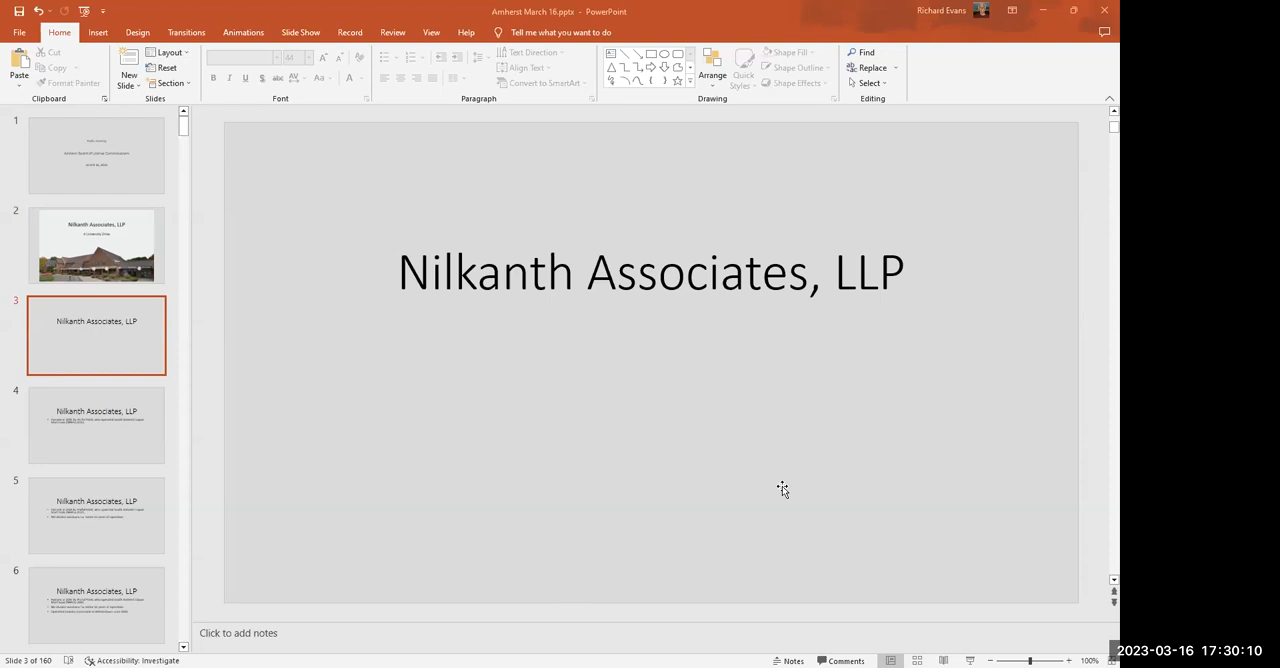 Amherst March 16.pptx - PowerPoint
Richard Evans
File Home Insert Design Transitions Animations Slide Show Record Review View Help Tell me what you want to do
Paste
Cut
Copy
Format Painter
Clipboard
New
Slide
Layout
Reset
Section
Slides
44
Font
Text Direction
Align Text
Convert to SmartArt
Paragraph
Arrange
Quick
Styles
Shape Fill
Shape Outline
Shape Effects
Drawing
Find
Replace
Select
Editing
1
2
Nilkanth Associates, LLP
3
Nilkanth Associates, LLP
4
Nilkanth Associates, LLP
5
Nilkanth Associates, LLP
6
Nilkanth Associates, LLP
Nilkanth Associates, LLP
Click to add notes
Slide 3 of 160
Accessibility: Investigate
Notes
Comments
100%
2023-03-16 17:30:10